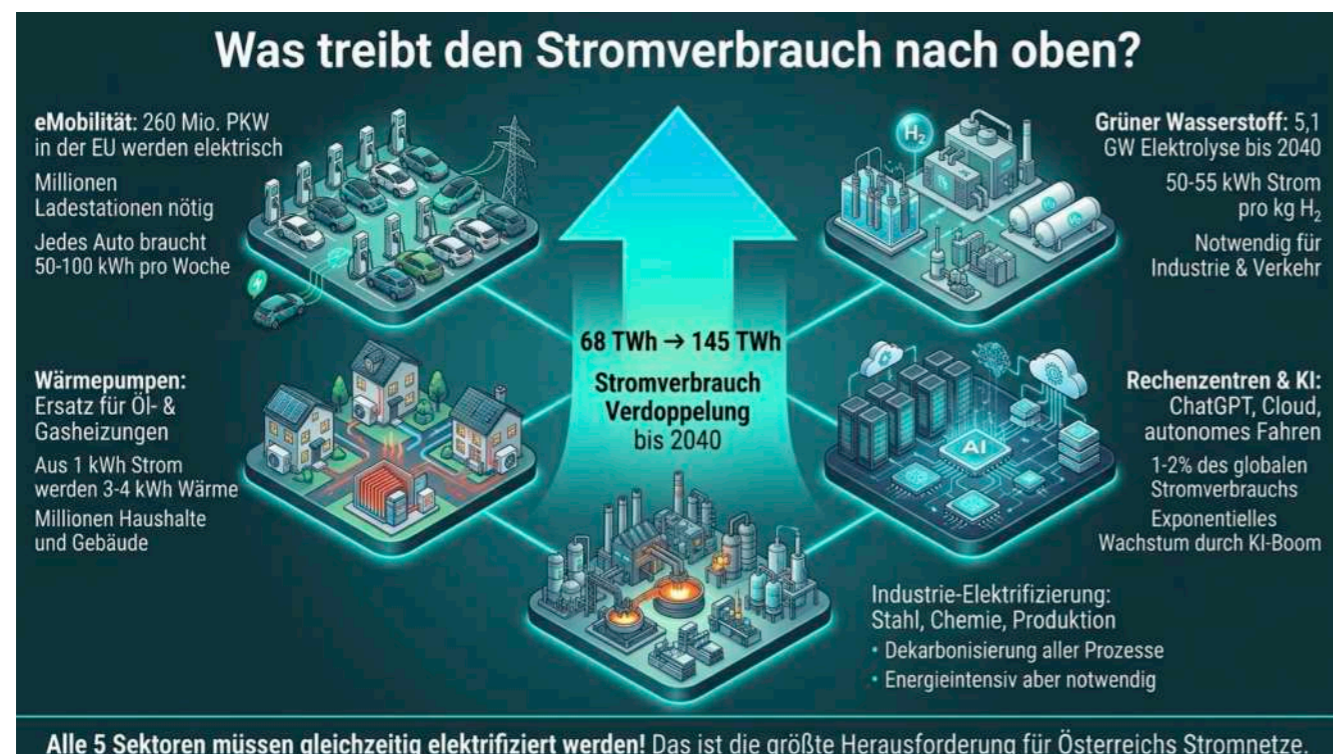 Was treibt den Stromverbrauch nach oben?
eMobilität: 260 Mio. PKW
in der EU werden elektrisch
Millionen
Ladestationen nötig
Jedes Auto braucht
50-100 kWh pro Woche
H₂
Grüner Wasserstoff: 5,1
GW Elektrolyse bis 2040
50-55 kWh Strom
pro kg H₂
Notwendig für
Industrie & Verkehr
68 TWh → 145 TWh
Stromverbrauch
Verdoppelung
bis 2040
Wärmepumpen:
Ersatz für Öl- &
Gasheizungen
Aus 1 kWh Strom
werden 3-4 kWh Wärme
Millionen Haushalte
und Gebäude
AI
Rechenzentren & KI:
ChatGPT, Cloud,
autonomes Fahren
1-2% des globalen
Stromverbrauchs
Exponentielles
Wachstum durch KI-Boom
Industrie-Elektrifizierung:
Stahl, Chemie, Produktion
• Dekarbonisierung aller Prozesse
• Energieintensiv aber notwendig
Alle 5 Sektoren müssen gleichzeitig elektrifiziert werden! Das ist die größte Herausforderung für Österreichs Stromnetze.